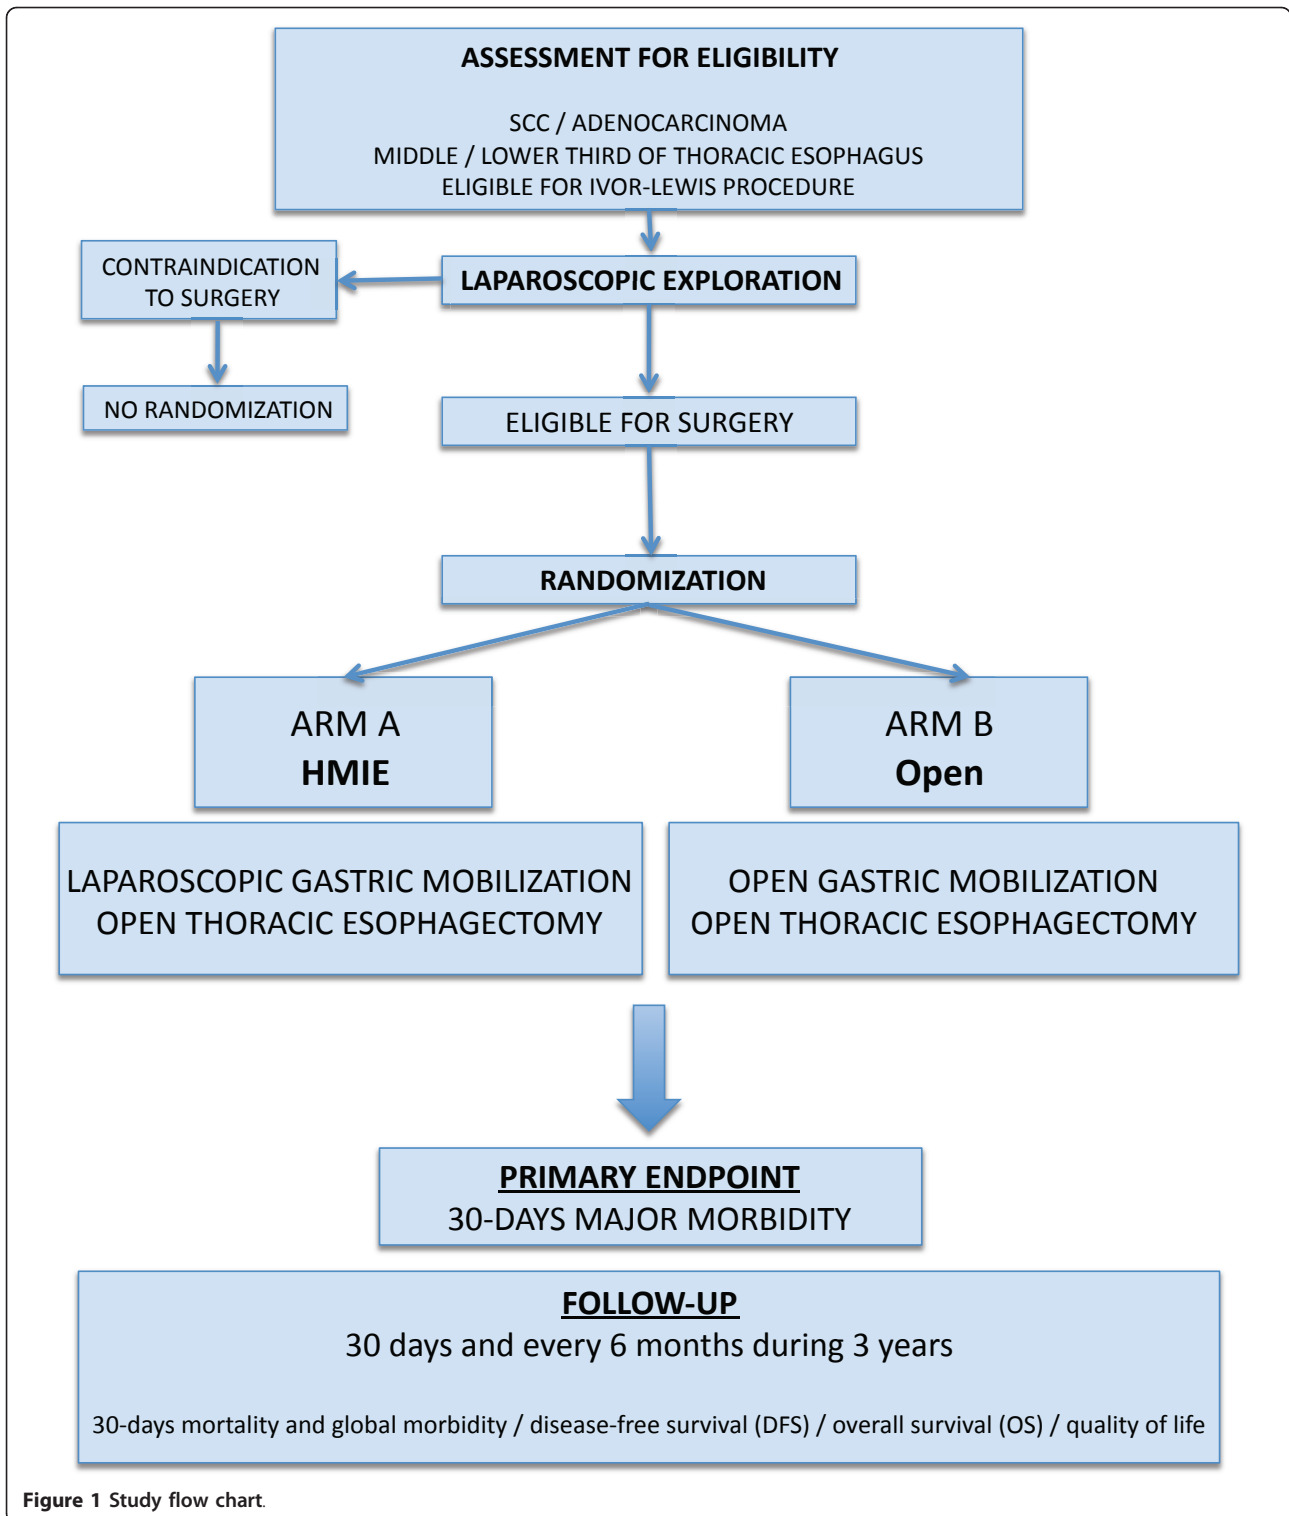 ASSESSMENT FOR ELIGIBILITY
SCC / ADENOCARCINOMA
MIDDLE / LOWER THIRD OF THORACIC ESOPHAGUS
ELIGIBLE FOR IVOR-LEWIS PROCEDURE
CONTRAINDICATION
TO SURGERY
LAPAROSCOPIC EXPLORATION
NO RANDOMIZATION
ELIGIBLE FOR SURGERY
RANDOMIZATION
ARM A
HMIE
ARM B
Open
LAPAROSCOPIC GASTRIC MOBILIZATION
OPEN THORACIC ESOPHAGECTOMY
OPEN GASTRIC MOBILIZATION
OPEN THORACIC ESOPHAGECTOMY
PRIMARY ENDPOINT
30-DAYS MAJOR MORBIDITY
FOLLOW-UP
30 days and every 6 months during 3 years
30-days mortality and global morbidity / disease-free survival (DFS) / overall survival (OS) / quality of life
Figure 1 Study flow chart.